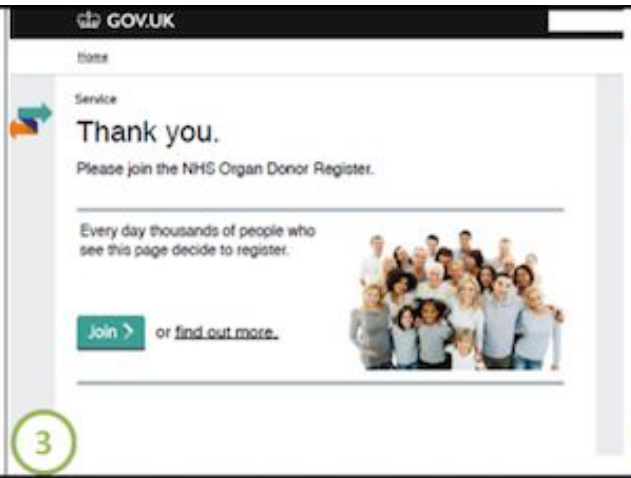 GOV.UK
Home
Service
Thank you.
Please join the NHS Organ Donor Register.
Every day thousands of people who
see this page decide to register.
Join > or find out more.
3